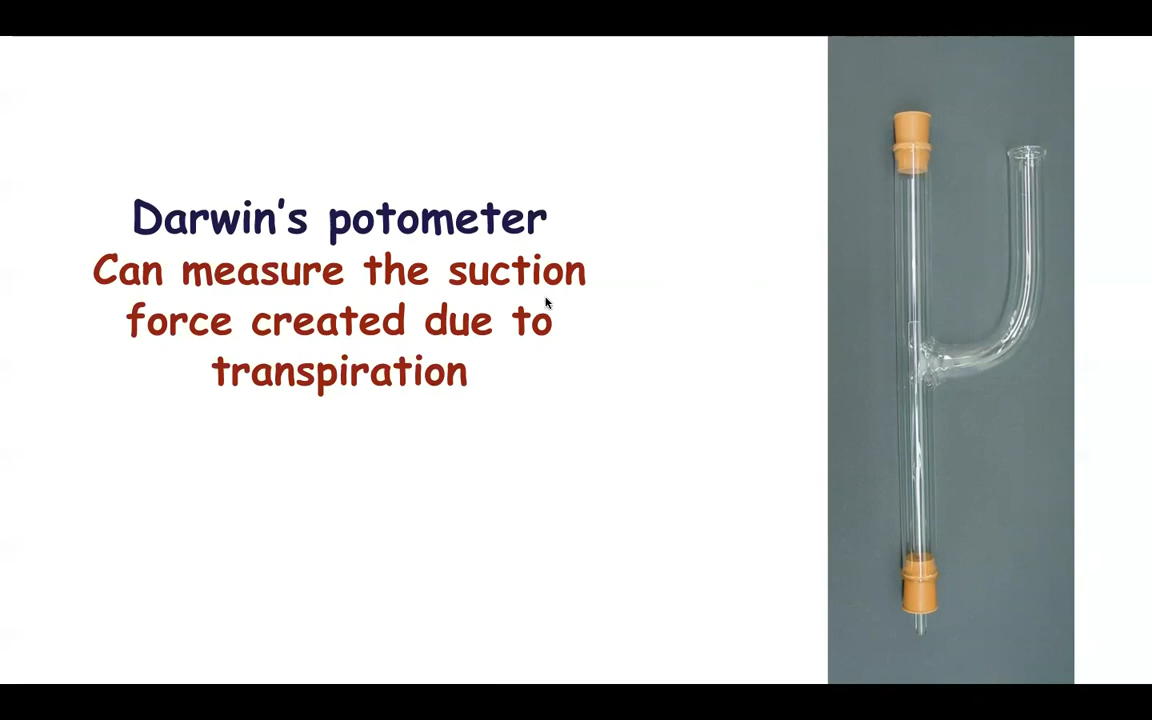 Darwin's potometer
Can measure the suction
force created due to
transpiration